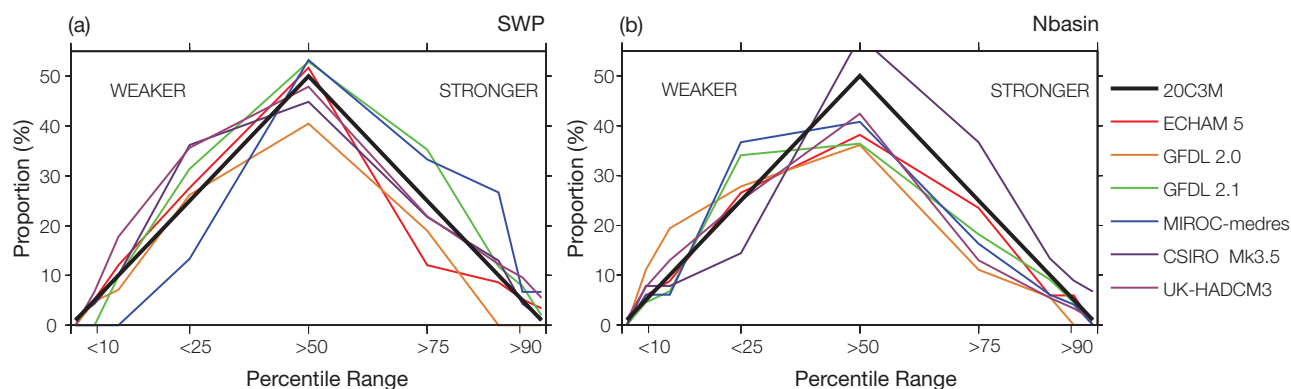 (a)
SWP
(b)
Nbasin
Proportion (%)
50
40
30
20
10
0
WEAKER
STRONGER
<10
<25
>50
>75
>90
Percentile Range
Proportion (%)
50
40
30
20
10
0
WEAKER
STRONGER
<10
<25
>50
>75
>90
Percentile Range
20C3M
ECHAM 5
GFDL 2.0
GFDL 2.1
MIROC-medres
CSIRO Mk3.5
UK-HADCM3